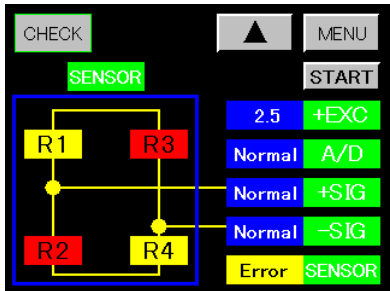 CHECK ▲ MENU
SENSOR START
2.5 +EXC
R1 R3 Normal A/D
Normal +SIG
Normal -SIG
R2 R4 Error SENSOR